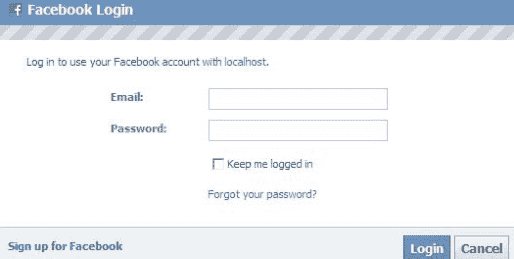 Facebook Login
Log in to use your Facebook account with localhost.
Email:
Password:
Keep me logged in
Forgot your password?
Sign up for Facebook
Login Cancel